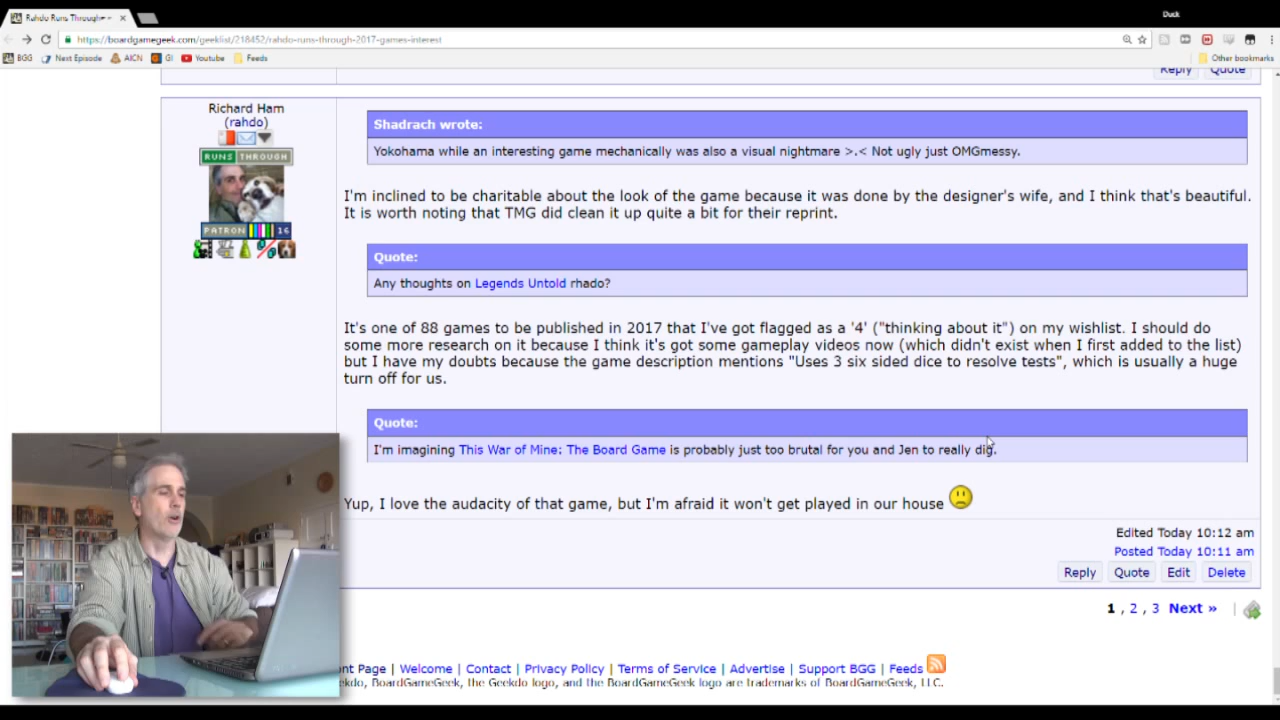 Rahdo Runs Through
Duck
https://boardgamegeek.com/geeklist/218452/rahdo-runs-through-2017-games-interest
BGG Next Episode AICN GI Youtube Feeds Other bookmarks
Reply Quote
Richard Ham
(rahdo)
RUNS THROUGH
PATRON 16
Shadrach wrote:
Yokohama while an interesting game mechanically was also a visual nightmare >.< Not ugly just OMGmessy.
I'm inclined to be charitable about the look of the game because it was done by the designer's wife, and I think that's beautiful.
It is worth noting that TMG did clean it up quite a bit for their reprint.
Quote:
Any thoughts on Legends Untold rhado?
It's one of 88 games to be published in 2017 that I've got flagged as a '4' ("thinking about it") on my wishlist. I should do
some more research on it because I think it's got some gameplay videos now (which didn't exist when I first added to the list)
but I have my doubts because the game description mentions "Uses 3 six sided dice to resolve tests", which is usually a huge
turn off for us.
Quote:
I'm imagining This War of Mine: The Board Game is probably just too brutal for you and Jen to really dig.
Yup, I love the audacity of that game, but I'm afraid it won't get played in our house
Edited Today 10:12 am
Posted Today 10:11 am
Reply Quote Edit Delete
1 , 2 , 3 Next » |
nt Page | Welcome | Contact | Privacy Policy | Terms of Service | Advertise | Support BGG | Feeds
ekdo, BoardGameGeek, the Geekdo logo, and the BoardGameGeek logo are trademarks of BoardGameGeek, LLC.